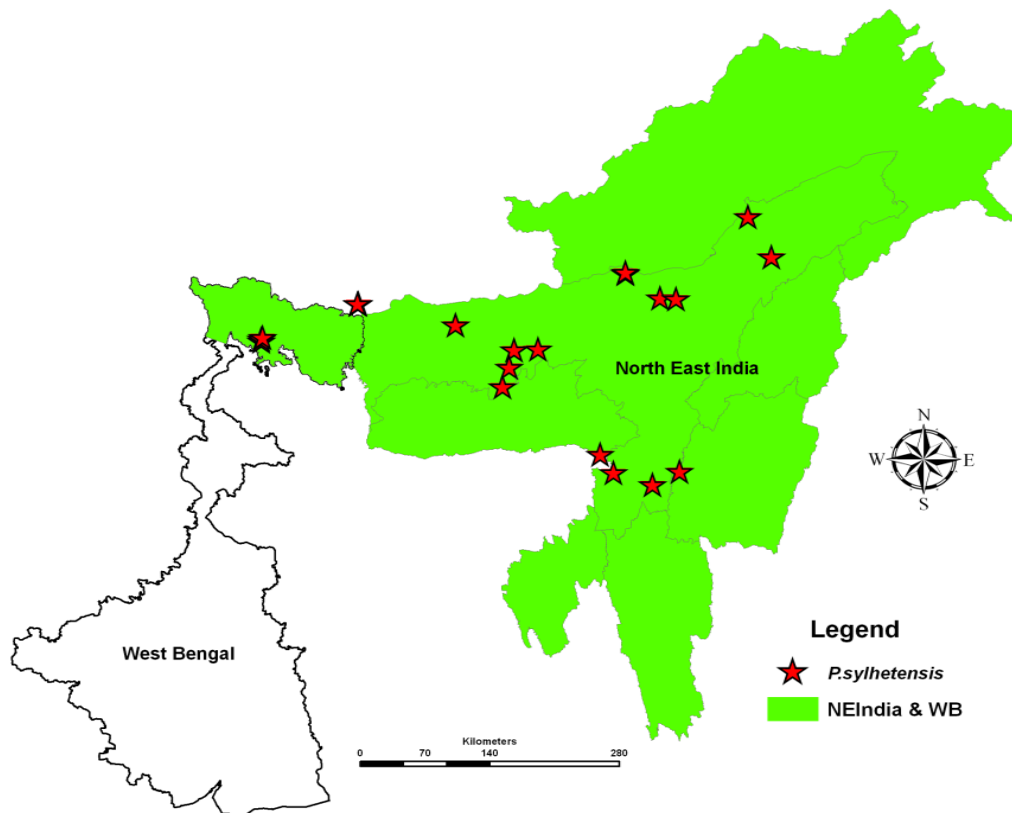 North East India
N
W E
S
West Bengal
Legend
P.sylhetensis
NEIndia & WB
Kilometers
0 70 140 280